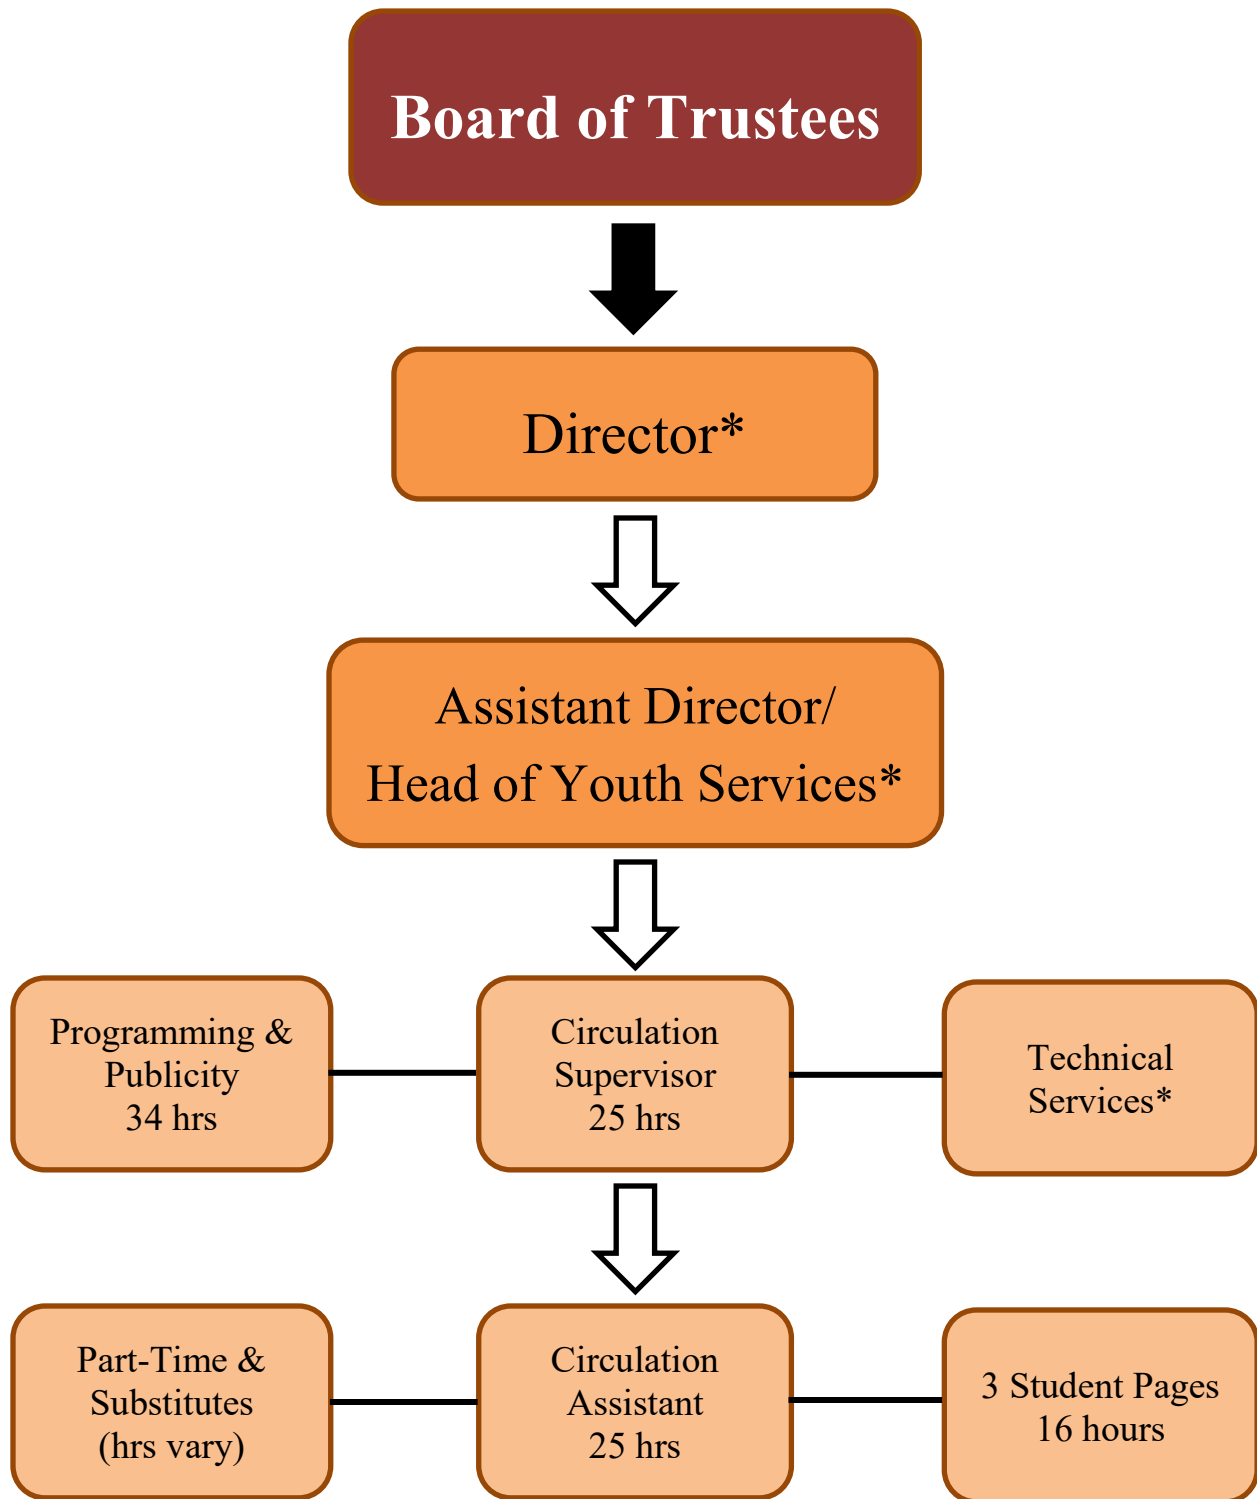 Board of Trustees
Director*
Assistant Director/
Head of Youth Services*
Programming &
Publicity
34 hrs
Circulation
Supervisor
25 hrs
Technical
Services*
Part-Time &
Substitutes
(hrs vary)
Circulation
Assistant
25 hrs
3 Student Pages
16 hours